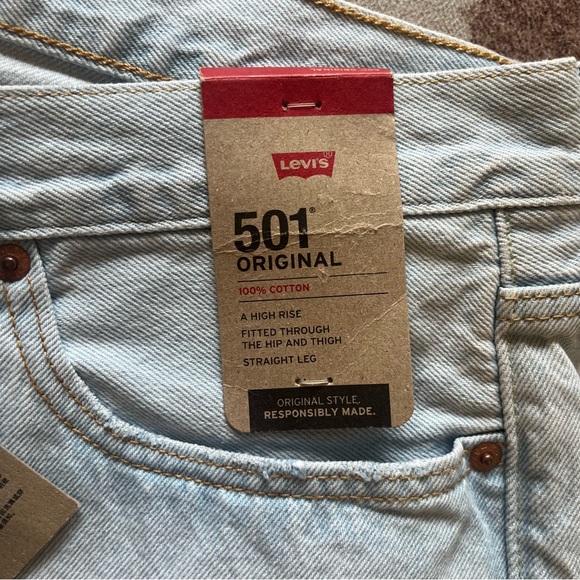 Levi's
501®
ORIGINAL
100% COTTON
A HIGH RISE
FITTED THROUGH
THE HIP AND THIGH
STRAIGHT LEG
ORIGINAL STYLE,
RESPONSIBLY MADE.